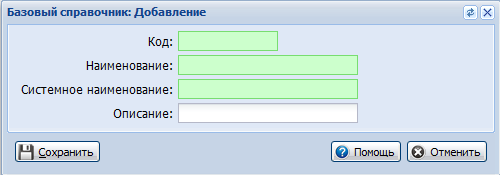 Базовый справочник: Добавление
Код:
Наименование:
Системное наименование:
Описание:
Сохранить Помощь Отменить